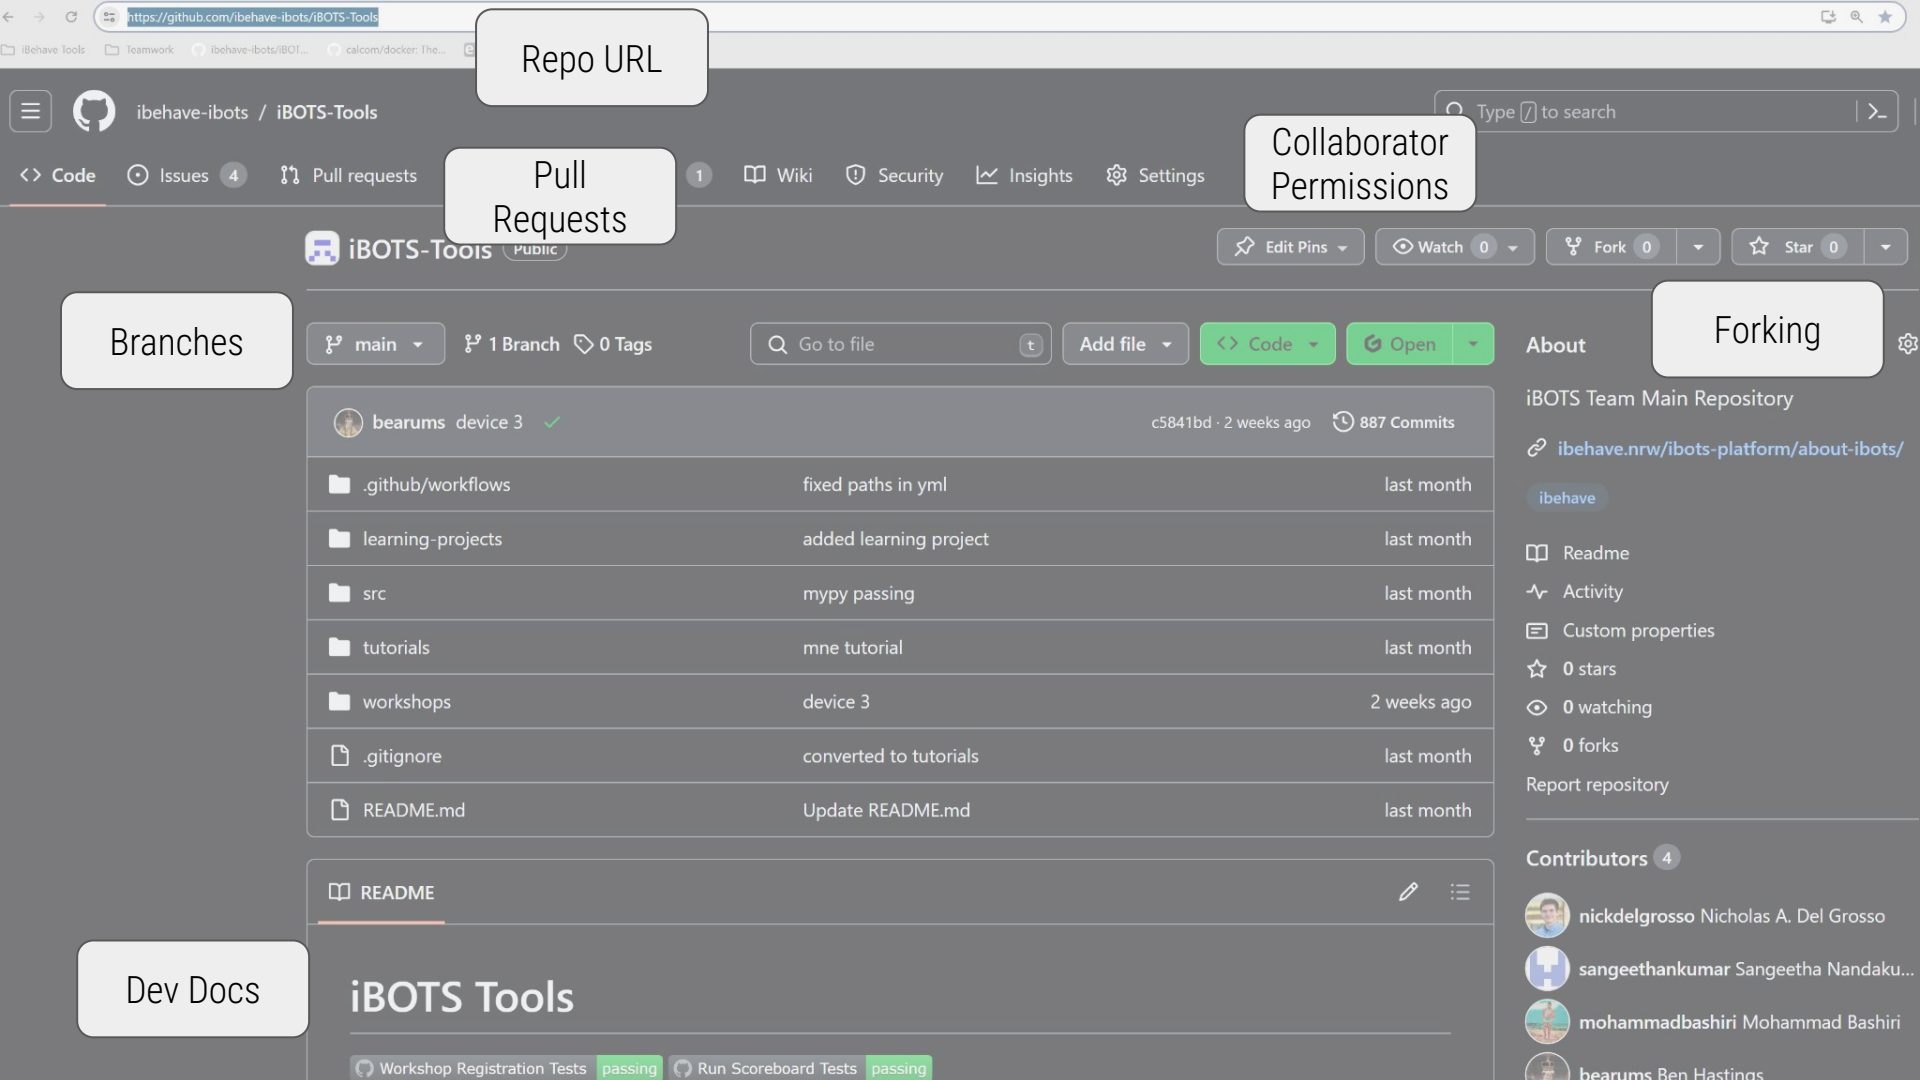 https://github.com/ibehave-ibots/iBOTS-Tools
iBehave Tools
Teamwork
ibehave-ibots/iBOT...
calcom/docker: The...
Repo URL
ibehave-ibots / iBOTS-Tools
Type / to search
Code
Issues 4
Pull requests
Pull
Requests
1
Wiki
Security
Insights
Settings
Collaborator
Permissions
iBOTS-Tools
Public
Edit Pins
Watch 0
Fork 0
Star 0
Branches
main
1 Branch
0 Tags
Go to file
t
Add file
Code
Open
About
Forking
iBOTS Team Main Repository
ibehave.nrw/ibots-platform/about-ibots/
ibehave
bearums device 3
c5841bd · 2 weeks ago
887 Commits
.github/workflows fixed paths in yml last month
learning-projects added learning project last month
src mypy passing last month
tutorials mne tutorial last month
workshops device 3 2 weeks ago
.gitignore converted to tutorials last month
README.md Update README.md last month
Readme
Activity
Custom properties
0 stars
0 watching
0 forks
Report repository
README
Dev Docs
iBOTS Tools
Workshop Registration Tests passing
Run Scoreboard Tests passing
Contributors 4
nickdelgrosso Nicholas A. Del Grosso
sangeethankumar Sangeetha Nandaku...
mohammadbashiri Mohammad Bashiri
bearums Ben Hastings